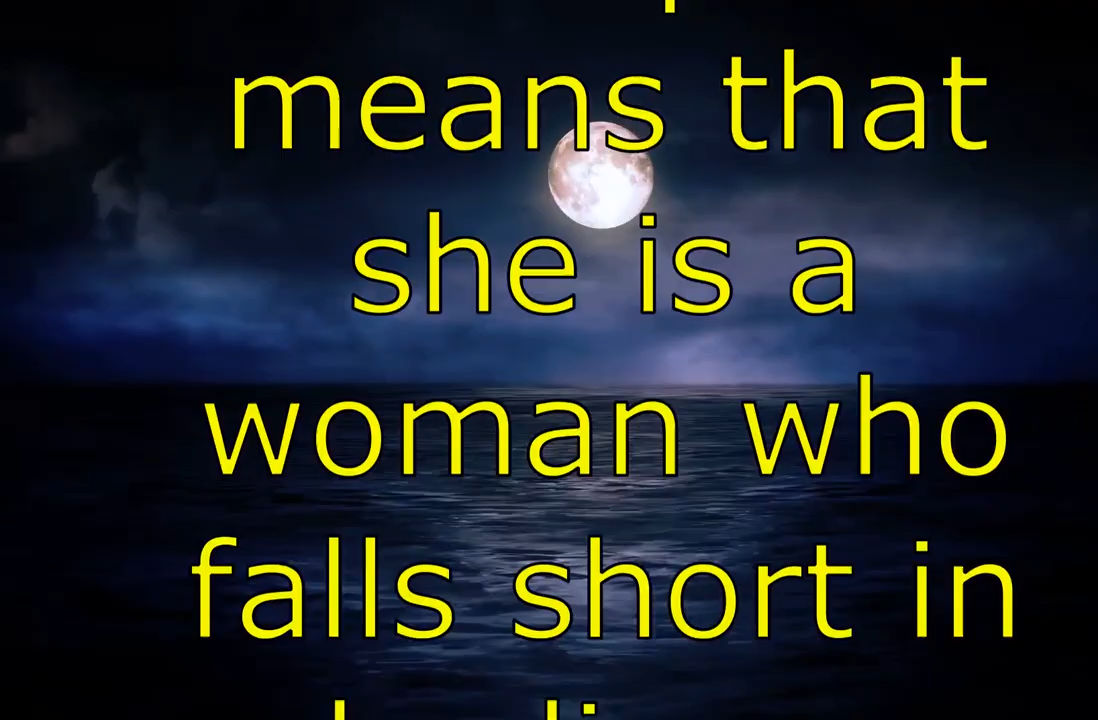 means that
she is a
woman who
falls short in